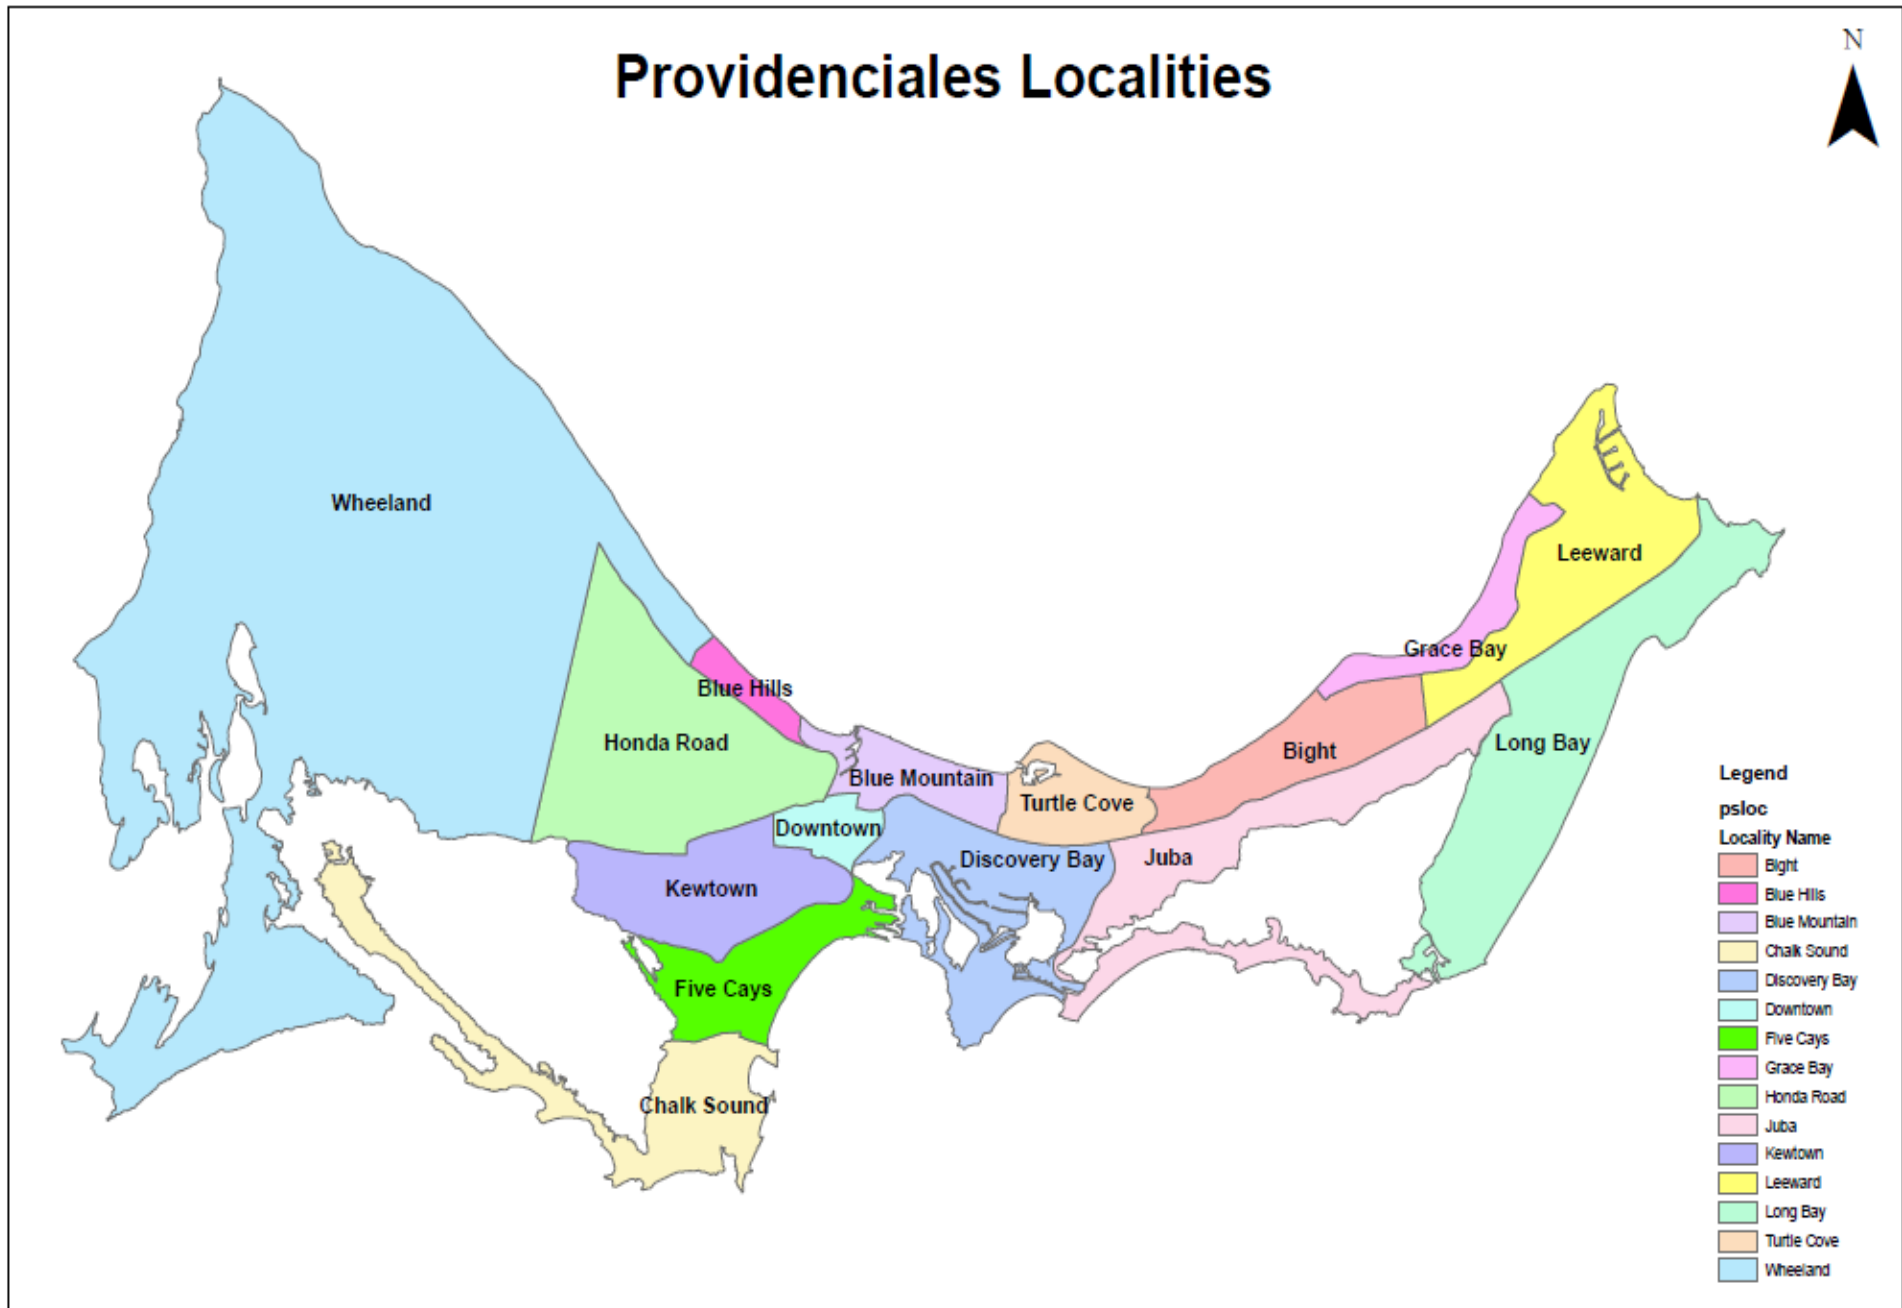 Providenciales Localities
N
Wheeland
Leeward
Grace Bay
Blue Hills
Honda Road
Long Bay
Bight
Blue Mountain
Turtle Cove
Downtown
Discovery Bay
Juba
Kewtown
Five Cays
Chalk Sound
Legend
psloc
Locality Name
Bight
Blue Hills
Blue Mountain
Chalk Sound
Discovery Bay
Downtown
Five Cays
Grace Bay
Honda Road
Juba
Kewtown
Leeward
Long Bay
Turtle Cove
Wheeland